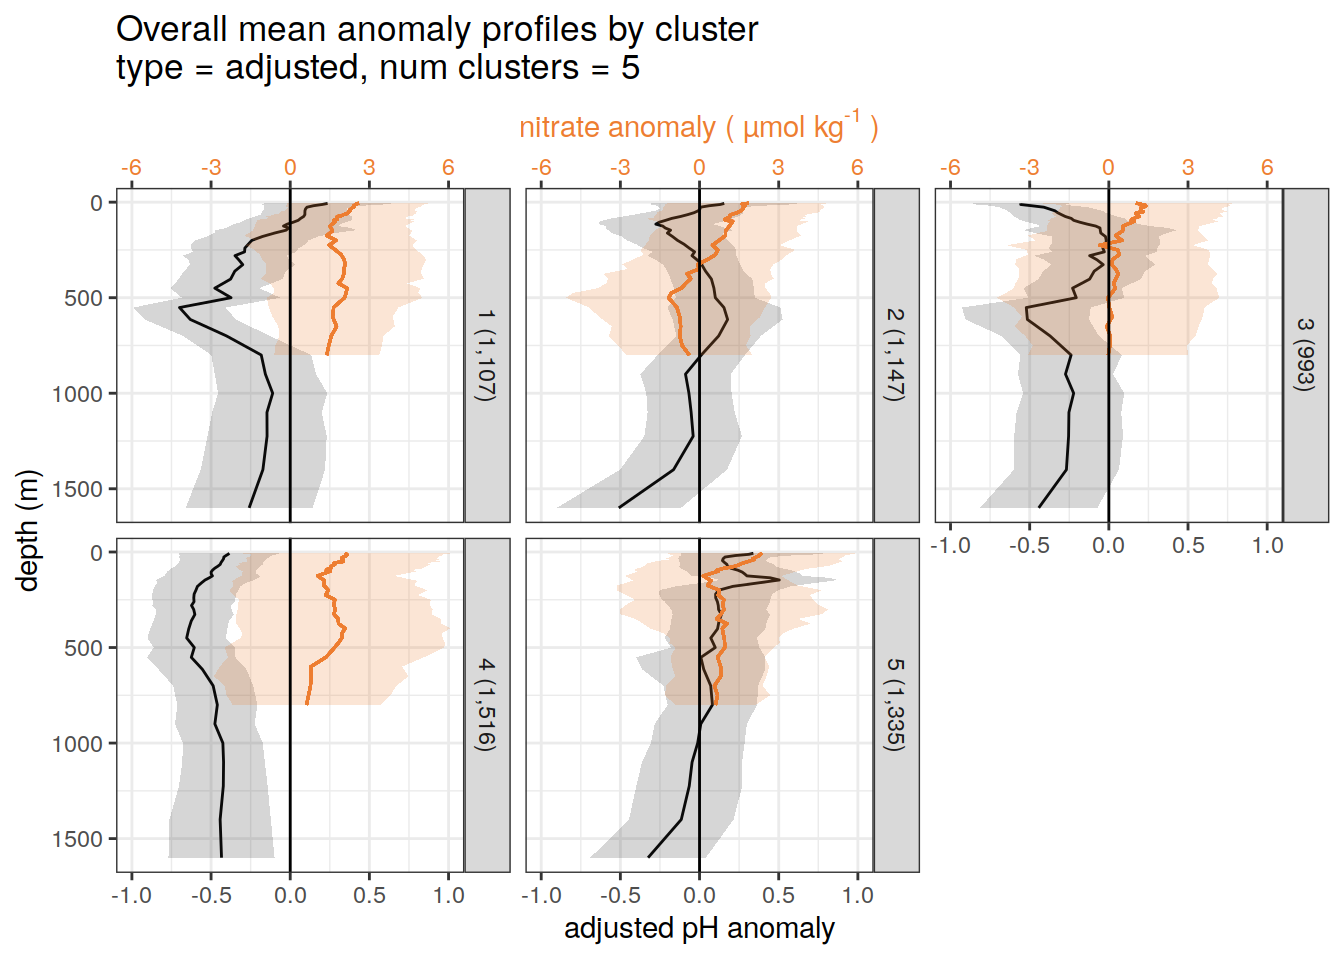 Overall mean anomaly profiles by cluster
type = adjusted, num clusters = 5
nitrate anomaly ( µmol kg-1 )
-6 -3 0 3 6
-6 -3 0 3 6
-6 -3 0 3 6
0
500
1000
1500
1 (1,107)
2 (1,147)
3 (993)
-1.0 -0.5 0.0 0.5 1.0
depth (m)
0
500
1000
1500
4 (1,516)
5 (1,335)
-1.0 -0.5 0.0 0.5 1.0
-1.0 -0.5 0.0 0.5 1.0
adjusted pH anomaly